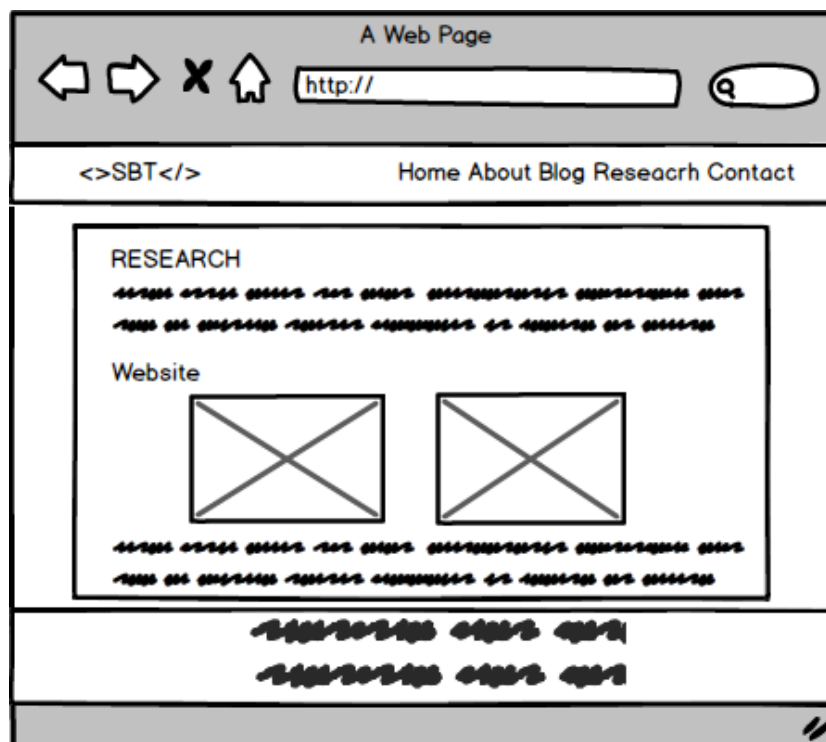 A Web Page
http://
<>SBT</> Home About Blog Reseacrh Contact
RESEARCH
Website